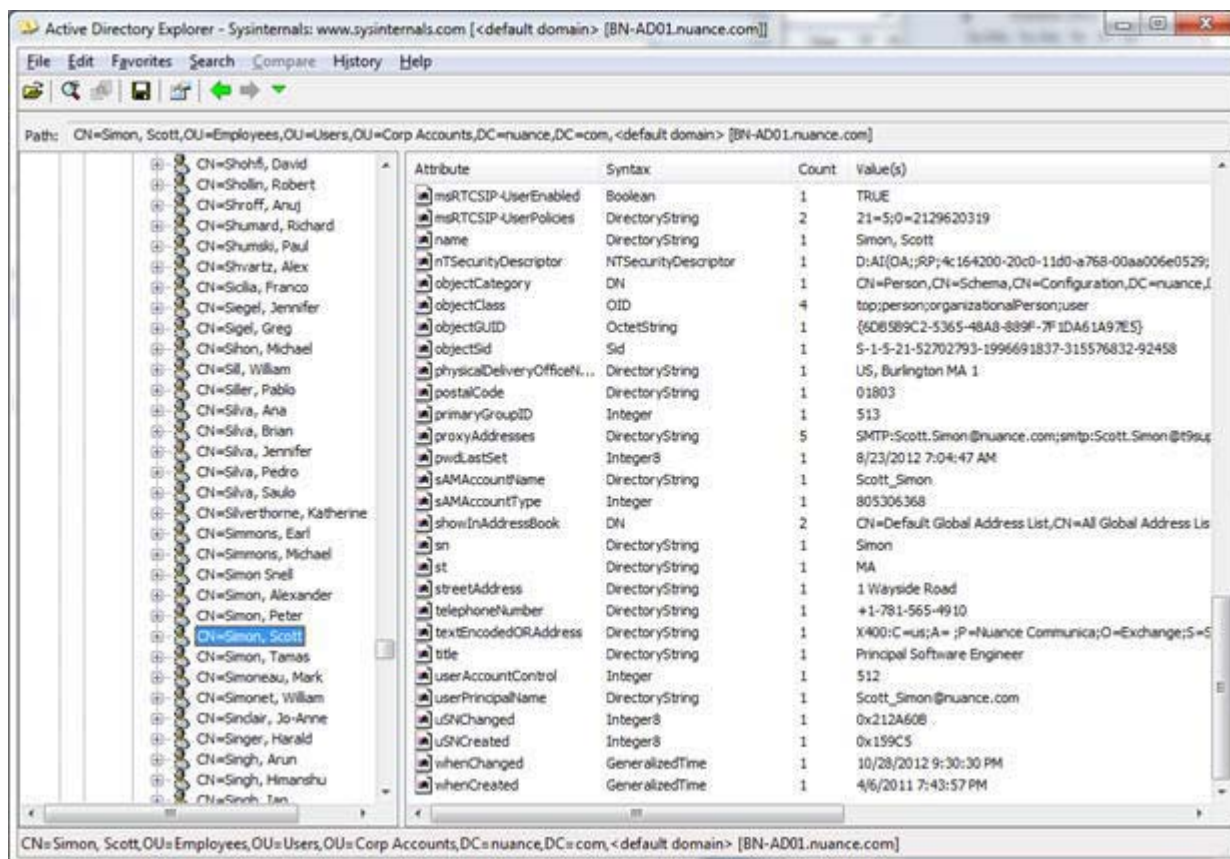 Active Directory Explorer - Sysinternals: www.sysinternals.com [<default domain> [BN-AD01.nuance.com]]
File Edit Favorites Search Compare History Help
Path: CN=Simon, Scott,OU=Employees,OU=Users,OU=Corp Accounts,DC=nuance,DC=com,<default domain> [BN-AD01.nuance.com]
CN=Shohfi, David
CN=Shollin, Robert
CN=Shroff, Anuj
CN=Shumard, Richard
CN=Shumski, Paul
CN=Shvartz, Alex
CN=Sicilia, Franco
CN=Siegel, Jennifer
CN=Sigel, Greg
CN=Sihon, Michael
CN=Sill, William
CN=Siller, Pablo
CN=Silva, Ana
CN=Silva, Brian
CN=Silva, Jennifer
CN=Silva, Pedro
CN=Silva, Saulo
CN=Silverthorne, Katherine
CN=Simmons, Earl
CN=Simmons, Michael
CN=Simon Snell
CN=Simon, Alexander
CN=Simon, Peter
CN=Simon, Scott
CN=Simon, Tamas
CN=Simoneau, Mark
CN=Simonet, William
CN=Sinclair, Jo-Anne
CN=Singer, Harald
CN=Singh, Arun
CN=Singh, Himanshu
CN=Singh, Ian
Attribute Syntax Count Value(s)
msRTCSIP-UserEnabled Boolean 1 TRUE
msRTCSIP-UserPolicies DirectoryString 2 21=5;0=2129620319
name DirectoryString 1 Simon, Scott
nTSecurityDescriptor NTSecurityDescriptor 1 D:AI(OA;;RP;4c164200-20c0-11d0-a768-00aa006e0529;
objectCategory DN 1 CN=Person,CN=Schema,CN=Configuration,DC=nuance,
objectClass OID 4 top;person;organizationalPerson;user
objectGUID OctetString 1 {6DB5B9C2-5365-48A8-889F-7F1DA61A97E5}
objectSid Sid 1 S-1-5-21-52702793-1996691837-315576832-92458
physicalDeliveryOfficeN... DirectoryString 1 US, Burlington MA 1
postalCode DirectoryString 1 01803
primaryGroupID Integer 1 513
proxyAddresses DirectoryString 5 SMTP:Scott.Simon@nuance.com;smtp:Scott.Simon@t9sup
pwdLastSet Integer8 1 8/23/2012 7:04:47 AM
sAMAccountName DirectoryString 1 Scott_Simon
sAMAccountType Integer 1 805306368
showInAddressBook DN 2 CN=Default Global Address List,CN=All Global Address Lis
sn DirectoryString 1 Simon
st DirectoryString 1 MA
streetAddress DirectoryString 1 1 Wayside Road
telephoneNumber DirectoryString 1 +1-781-565-4910
textEncodedORAddress DirectoryString 1 X400:C=us;A= ;P=Nuance Communica;O=Exchange;S=S
title DirectoryString 1 Principal Software Engineer
userAccountControl Integer 1 512
userPrincipalName DirectoryString 1 Scott_Simon@nuance.com
uSNChanged Integer8 1 0x212A60B
uSNCreated Integer8 1 0x159C5
whenChanged GeneralizedTime 1 10/28/2012 9:30:30 PM
whenCreated GeneralizedTime 1 4/6/2011 7:43:57 PM
CN=Simon, Scott,OU=Employees,OU=Users,OU=Corp Accounts,DC=nuance,DC=com,<default domain> [BN-AD01.nuance.com]